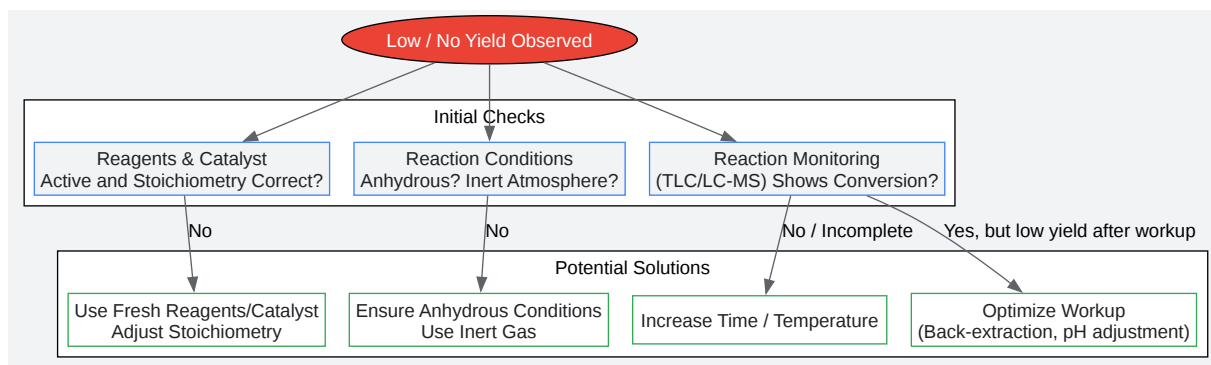 Low / No Yield Observed
Initial Checks
Reagents & Catalyst
Active and Stoichiometry Correct?
Reaction Conditions
Anhydrous? Inert Atmosphere?
Reaction Monitoring
(TLC/LC-MS) Shows Conversion?
No
No
No / Incomplete
Yes, but low yield after workup
Potential Solutions
Use Fresh Reagents/Catalyst
Adjust Stoichiometry
Ensure Anhydrous Conditions
Use Inert Gas
Increase Time / Temperature
Optimize Workup
(Back-extraction, pH adjustment)